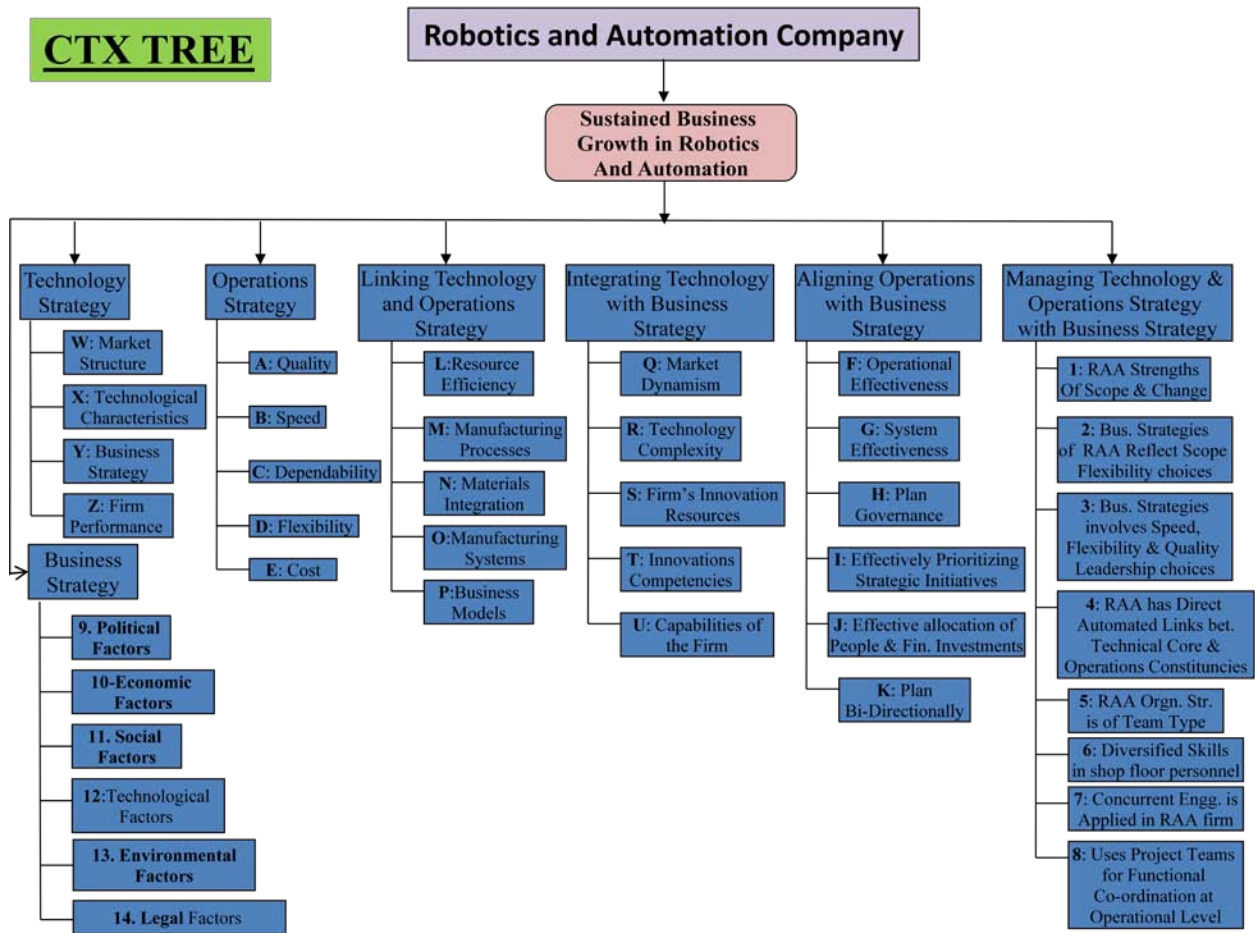 CTX TREE
Robotics and Automation Company
Sustained Business
Growth in Robotics
And Automation
Technology
Strategy
W: Market
Structure
X: Technological
Characteristics
Y: Business
Strategy
Z: Firm
Performance
Business
Strategy
9. Political
Factors
10-Economic
Factors
11. Social
Factors
12:Technological
Factors
13. Environmental
Factors
14. Legal Factors
Operations
Strategy
A: Quality
B: Speed
C: Dependability
D: Flexibility
E: Cost
Linking Technology
and Operations
Strategy
L:Resource
Efficiency
M: Manufacturing
Processes
N: Materials
Integration
O:Manufacturing
Systems
P:Business
Models
Integrating Technology
with Business
Strategy
Q: Market
Dynamism
R: Technology
Complexity
S: Firm's Innovation
Resources
T: Innovations
Competencies
U: Capabilities of
the Firm
Aligning Operations
with Business
Strategy
F: Operational
Effectiveness
G: System
Effectiveness
H: Plan
Governance
I: Effectively Prioritizing
Strategic Initiatives
J: Effective allocation of
People & Fin. Investments
K: Plan
Bi-Directionally
Managing Technology &
Operations Strategy
with Business Strategy
1: RAA Strengths
Of Scope & Change
2: Bus. Strategies
of RAA Reflect Scope
Flexibility choices
3: Bus. Strategies
involves Speed,
Flexibility & Quality
Leadership choices
4: RAA has Direct
Automated Links bet.
Technical Core &
Operations Constituncies
5: RAA Orgn. Str.
is of Team Type
6: Diversified Skills
in shop floor personnel
7: Concurrent Engg. is
Applied in RAA firm
8: Uses Project Teams
for Functional
Co-ordination at
Operational Level